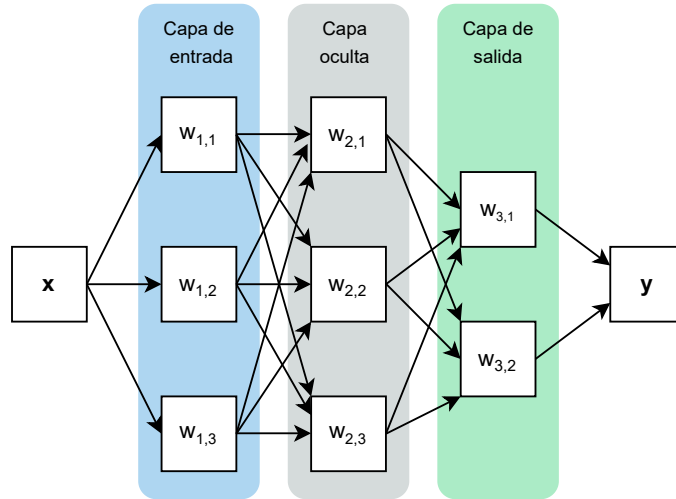 Capa de
entrada
Capa
oculta
Capa de
salida
x
w1,1
w1,2
w1,3
w2,1
w2,2
w2,3
w3,1
w3,2
y